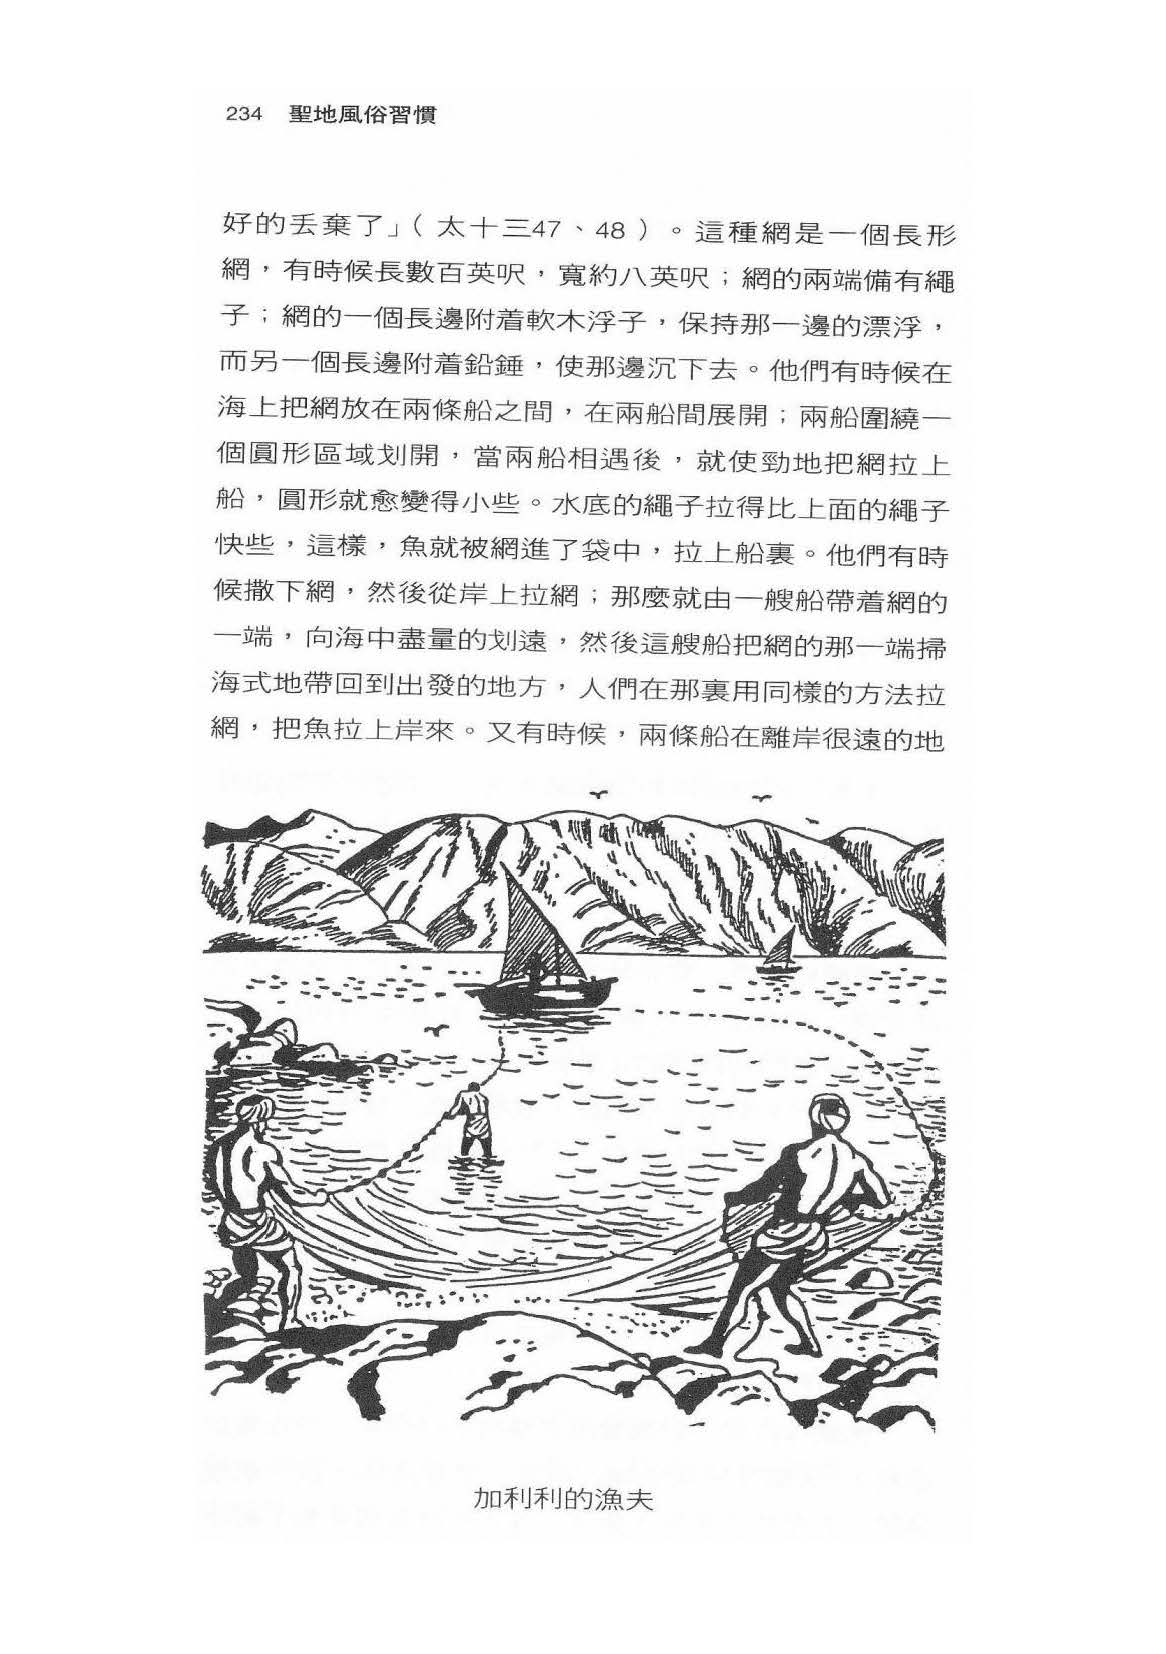 234 聖地風俗習慣
好的丟棄了」（太十三47、48）。這種網是一個長形
網，有時候長數百英呎，寬約八英呎；網的兩端備有繩
子；網的一個長邊附着軟木浮子，保持那一邊的漂浮，
而另一個長邊附着鉛錘，使那邊沉下去。他們有時候在
海上把網放在兩條船之間，在兩船間展開；兩船圍繞一
個圓形區域划開，當兩船相遇後，就使勁地把網拉上
船，圓形就愈變得小些。水底的繩子拉得比上面的繩子
快些，這樣，魚就被網進了袋中，拉上船裏。他們有時
候撒下網，然後從岸上拉網；那麼就由一艘船帶着網的
一端，向海中盡量的划遠，然後這艘船把網的那一端掃
海式地帶回到出發的地方，人們在那裏用同樣的方法拉
網，把魚拉上岸來。又有時候，兩條船在離岸很遠的地
加利利的漁夫